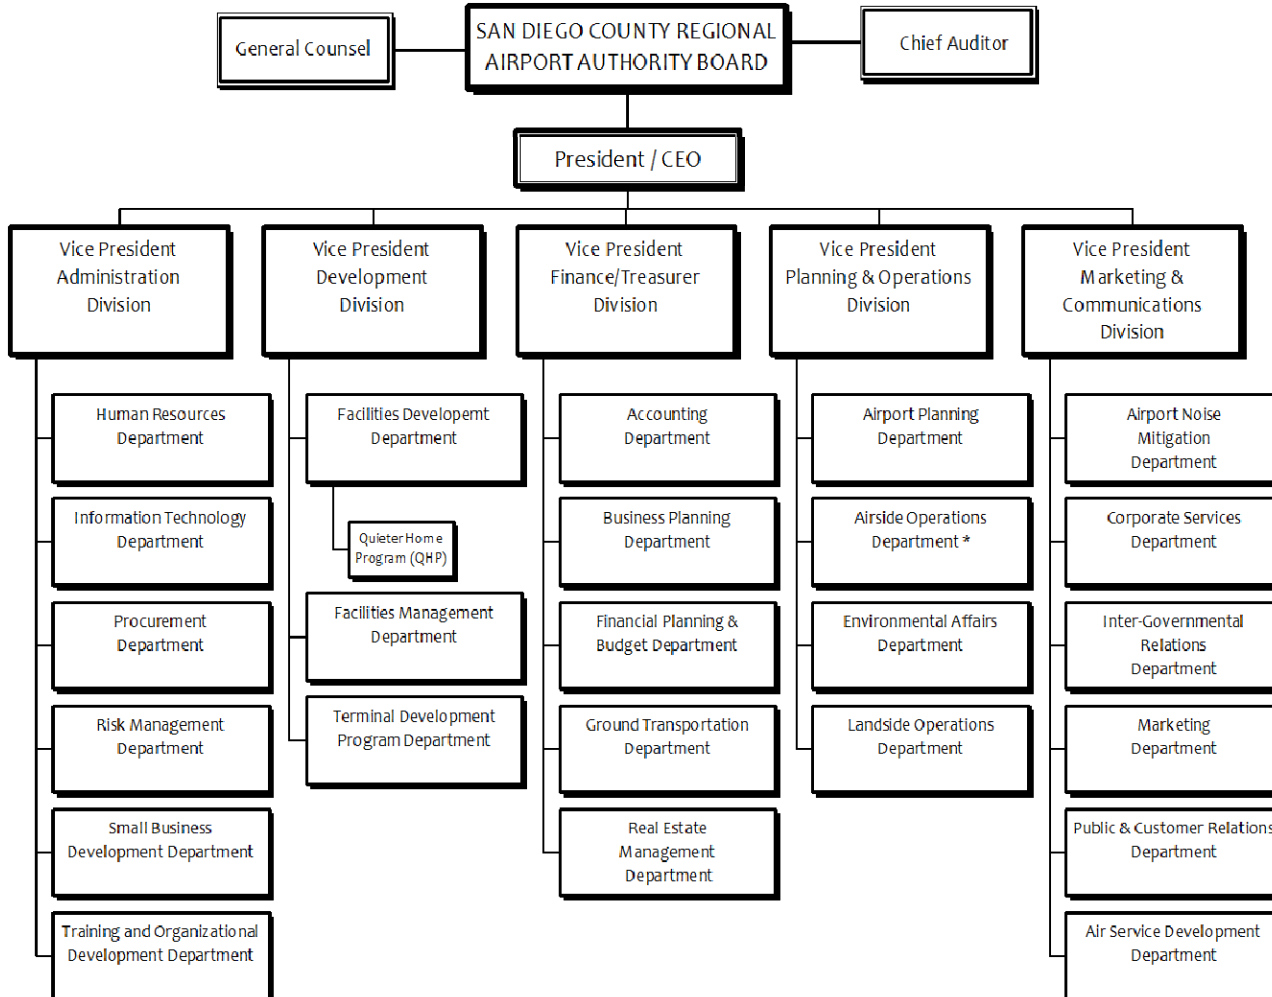 General Counsel
SAN DIEGO COUNTY REGIONAL
AIRPORT AUTHORITY BOARD
Chief Auditor
President / CEO
Vice President
Administration
Division
Vice President
Development
Division
Vice President
Finance/Treasurer
Division
Vice President
Planning & Operations
Division
Vice President
Marketing &
Communications
Division
Human Resources
Department
Information Technology
Department
Procurement
Department
Risk Management
Department
Small Business
Development Department
Training and Organizational
Development Department
Facilities Developemt
Department
Quieter Home
Program (QHP)
Facilities Management
Department
Terminal Development
Program Department
Accounting
Department
Business Planning
Department
Financial Planning &
Budget Department
Ground Transportation
Department
Real Estate
Management
Department
Airport Planning
Department
Airside Operations
Department *
Environmental Affairs
Department
Landside Operations
Department
Airport Noise
Mitigation
Department
Corporate Services
Department
Inter-Governmental
Relations
Department
Marketing
Department
Public & Customer Relations
Department
Air Service Development
Department